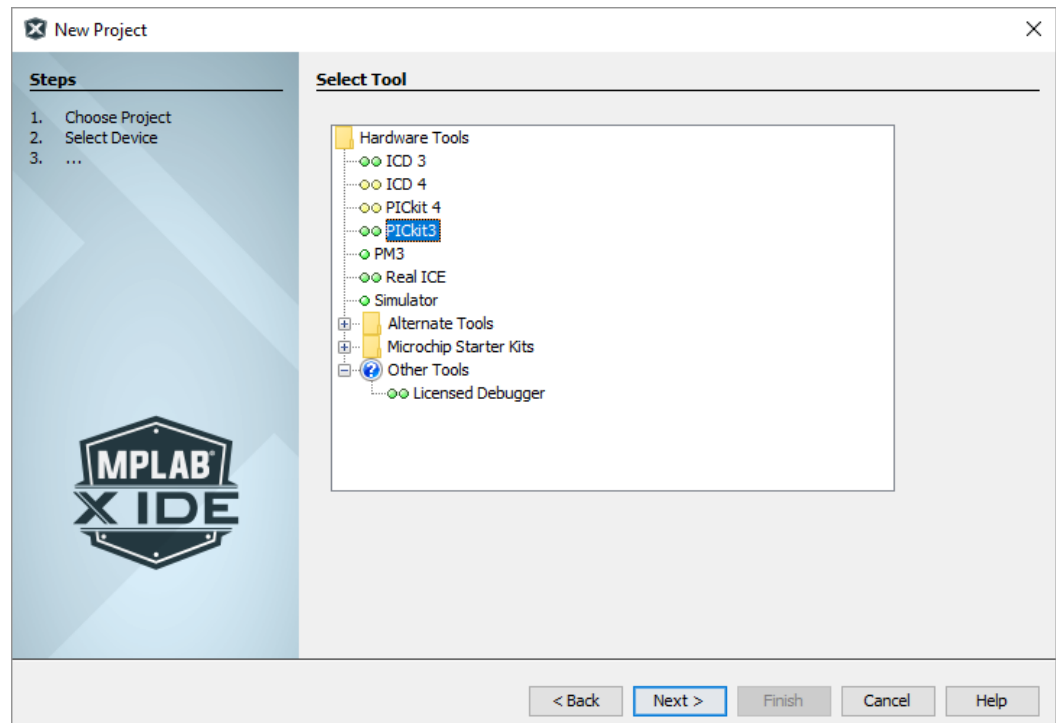 New Project
Steps
1. Choose Project
2. Select Device
3. ...
MPLAB®
X IDE
Select Tool
Hardware Tools
ICD 3
ICD 4
PICkit 4
PICkit3
PM3
Real ICE
Simulator
Alternate Tools
Microchip Starter Kits
Other Tools
Licensed Debugger
< Back Next > Finish Cancel Help